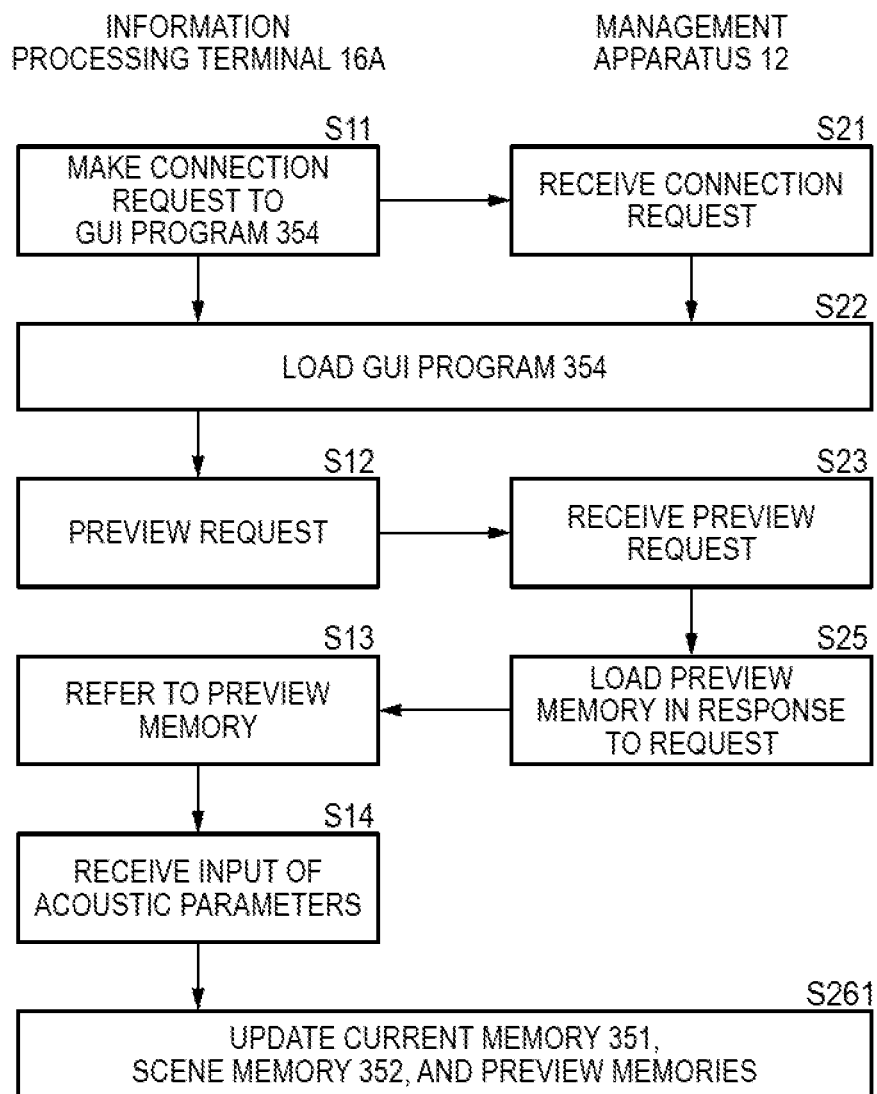 INFORMATION
PROCESSING TERMINAL 16A
MANAGEMENT
APPARATUS 12
S11
MAKE CONNECTION
REQUEST TO
GUI PROGRAM 354
S21
RECEIVE CONNECTION
REQUEST
S22
LOAD GUI PROGRAM 354
S12
PREVIEW REQUEST
S23
RECEIVE PREVIEW
REQUEST
S25
LOAD PREVIEW
MEMORY IN RESPONSE
TO REQUEST
S13
REFER TO PREVIEW
MEMORY
S14
RECEIVE INPUT OF
ACOUSTIC PARAMETERS
S261
UPDATE CURRENT MEMORY 351,
SCENE MEMORY 352, AND PREVIEW MEMORIES